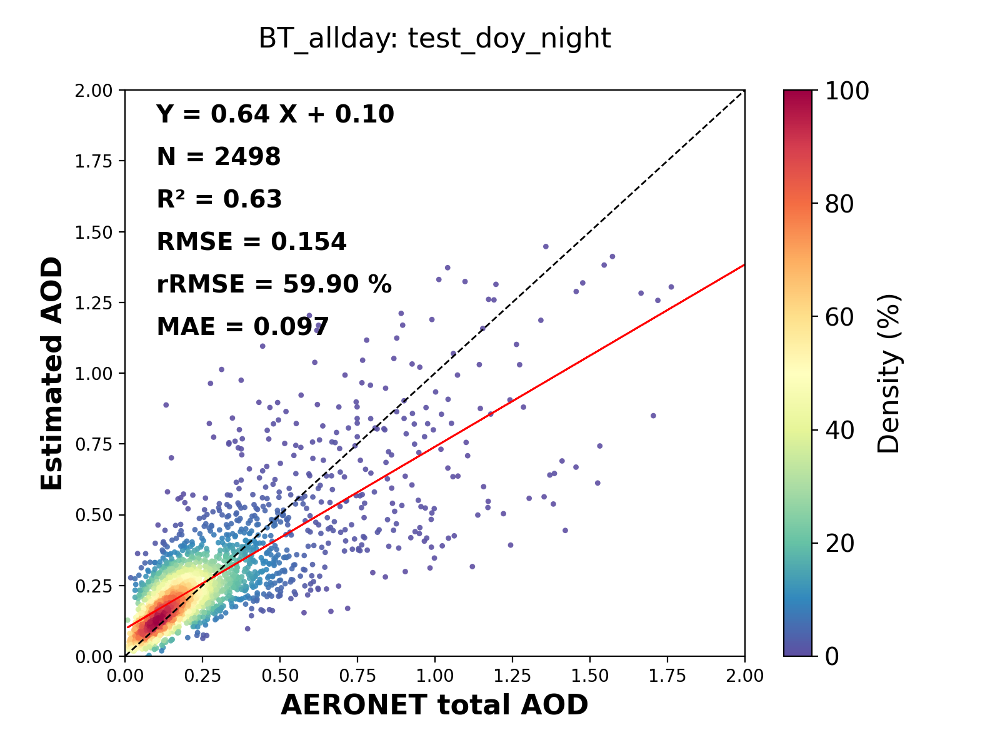 BT_allday: test_doy_night
2.00
1.75
1.50
1.25
1.00
0.75
0.50
0.25
0.00
Estimated AOD
Y = 0.64 X + 0.10
N = 2498
R² = 0.63
RMSE = 0.154
rRMSE = 59.90 %
MAE = 0.097
0.00 0.25 0.50 0.75 1.00 1.25 1.50 1.75 2.00
AERONET total AOD
100
80
60
40
20
0
Density (%)